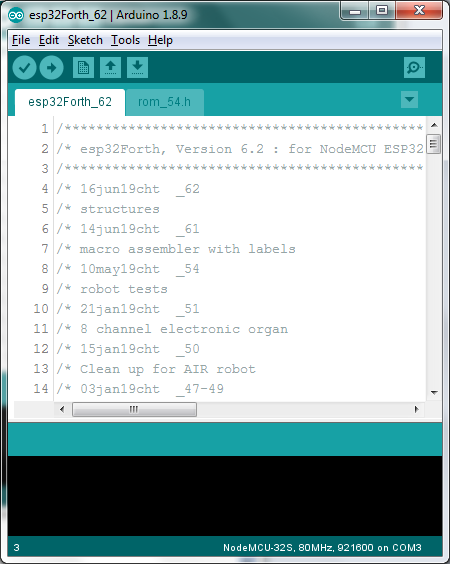 esp32Forth_62 | Arduino 1.8.9
File Edit Sketch Tools Help
esp32Forth_62 rom_54.h
1 /*********************************************
2 /* esp32Forth, Version 6.2 : for NodeMCU ESP32
3 /*********************************************
4 /* 16jun19cht _62
5 /* structures
6 /* 14jun19cht _61
7 /* macro assembler with labels
8 /* 10may19cht _54
9 /* robot tests
10 /* 21jan19cht _51
11 /* 8 channel electronic organ
12 /* 15jan19cht _50
13 /* Clean up for AIR robot
14 /* 03jan19cht _47-49
3 NodeMCU-32S, 80MHz, 921600 on COM3